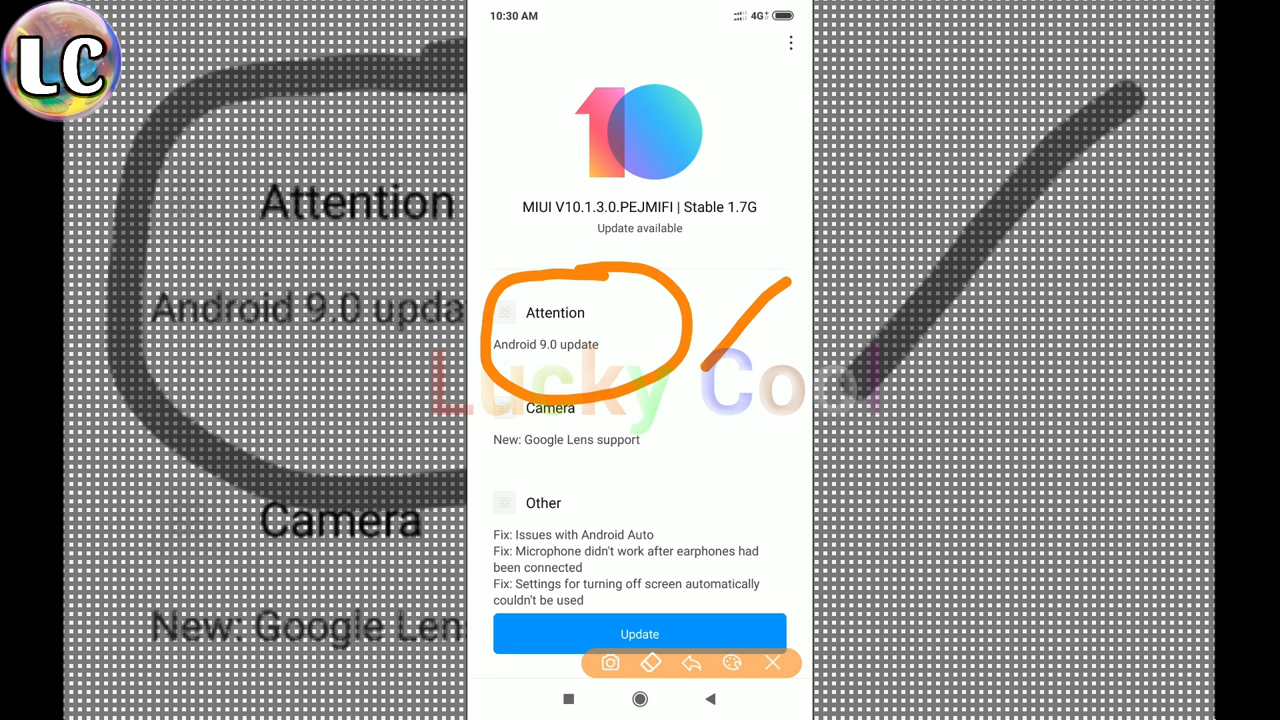 LC
10:30 AM
4G+
10
MIUI V10.1.3.0.PEJMIFI | Stable 1.7G
Update available
Attention
Android 9.0 update
Lucky Cool
Camera
New: Google Lens support
Other
Fix: Issues with Android Auto
Fix: Microphone didn't work after earphones had
been connected
Fix: Settings for turning off screen automatically
couldn't be used
Update
Attention
Android 9.0 upda
Camera
New: Google Len